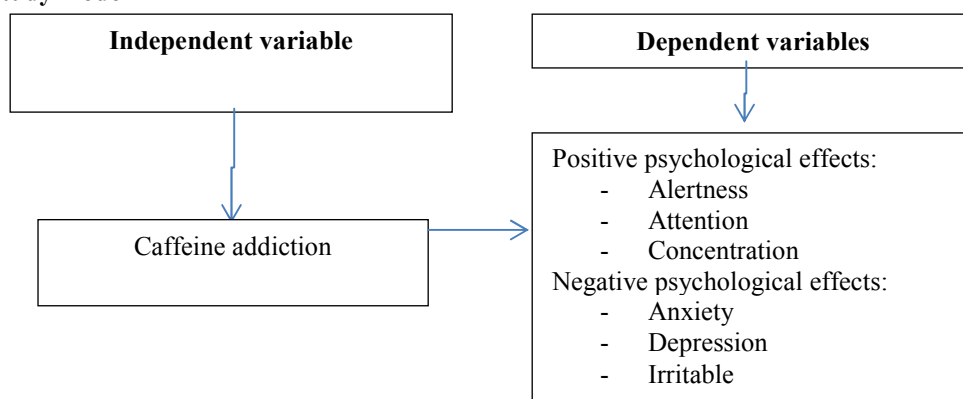 Independent variable
Dependent variables
Caffeine addiction
Positive psychological effects:
- Alertness
- Attention
- Concentration
Negative psychological effects:
- Anxiety
- Depression
- Irritable